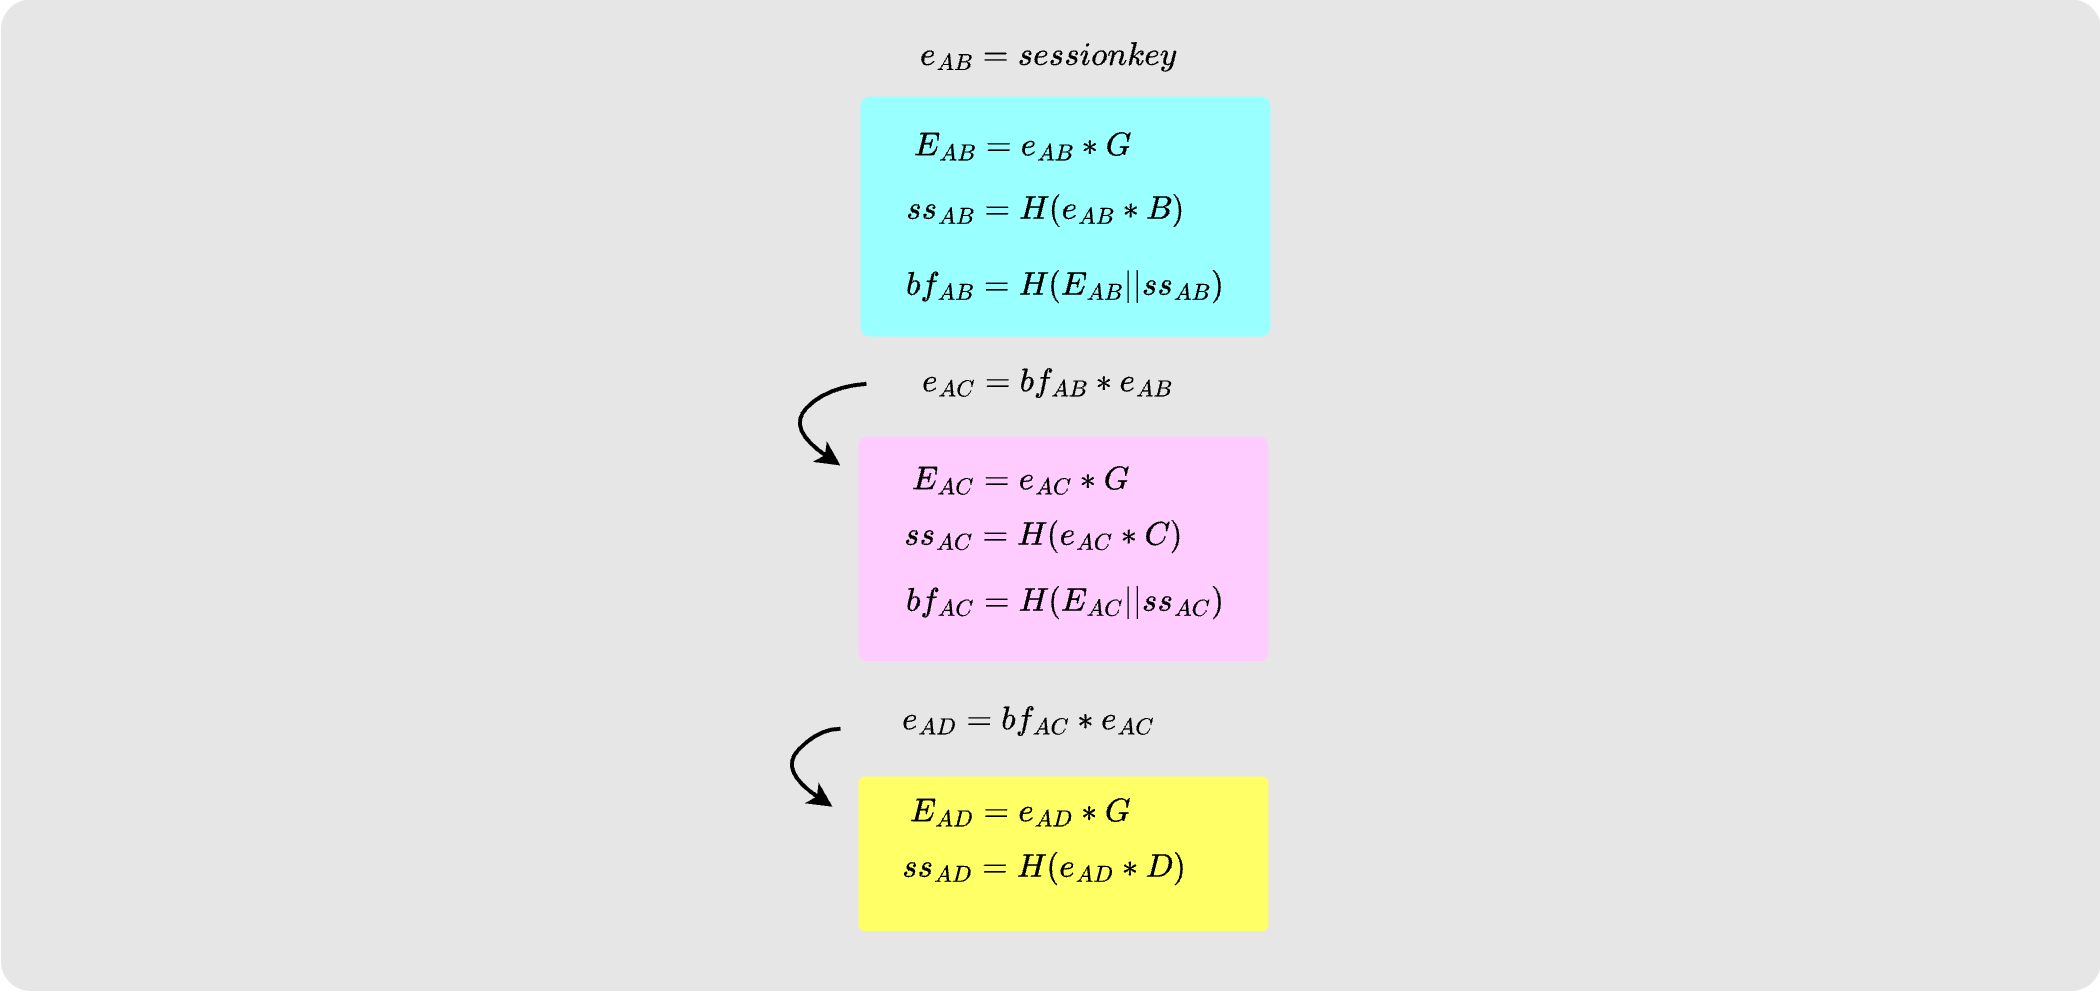 e_{AB} = sessionkey
E_{AB} = e_{AB} * G
ss_{AB} = H(e_{AB} * B)
bf_{AB} = H(E_{AB}||ss_{AB})
e_{AC} = bf_{AB} * e_{AB}
E_{AC} = e_{AC} * G
ss_{AC} = H(e_{AC} * C)
bf_{AC} = H(E_{AC}||ss_{AC})
e_{AD} = bf_{AC} * e_{AC}
E_{AD} = e_{AD} * G
ss_{AD} = H(e_{AD} * D)